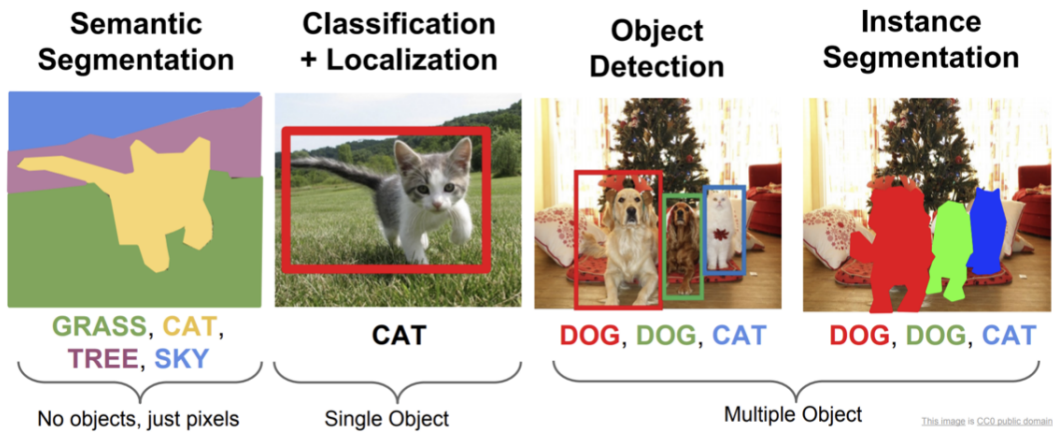 Semantic
Segmentation
Classification
+ Localization
Object
Detection
Instance
Segmentation
GRASS, CAT,
TREE, SKY
CAT
DOG, DOG, CAT
DOG, DOG, CAT
No objects, just pixels
Single Object
Multiple Object
This image is CC0 public domain